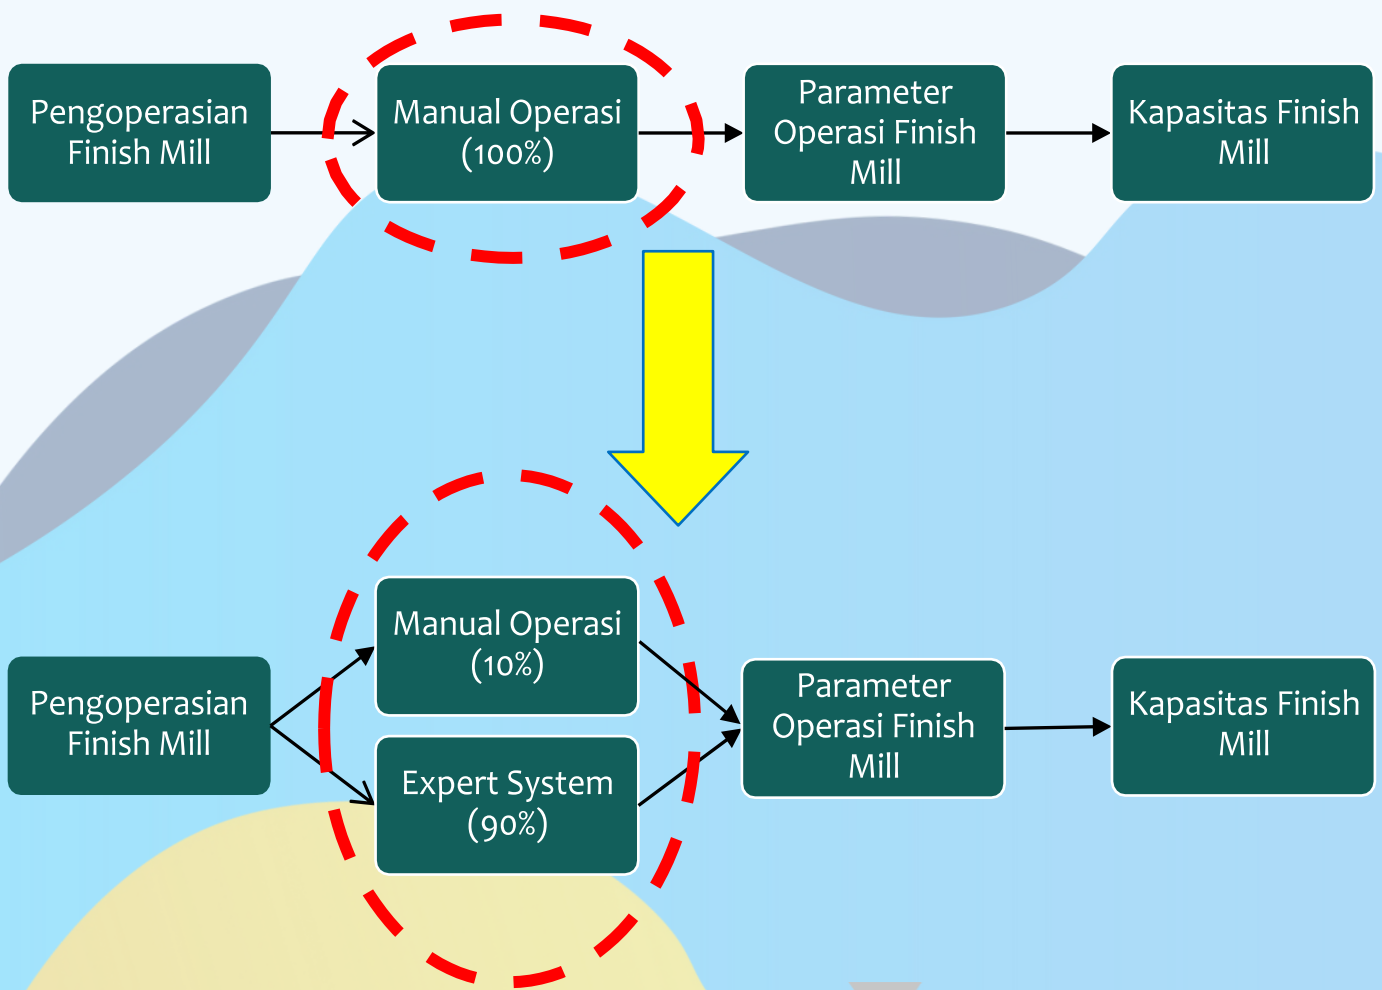 Pengoperasian
Finish Mill
Manual Operasi
(100%)
Parameter
Operasi Finish
Mill
Kapasitas Finish
Mill
Pengoperasian
Finish Mill
Manual Operasi
(10%)
Expert System
(90%)
Parameter
Operasi Finish
Mill
Kapasitas Finish
Mill